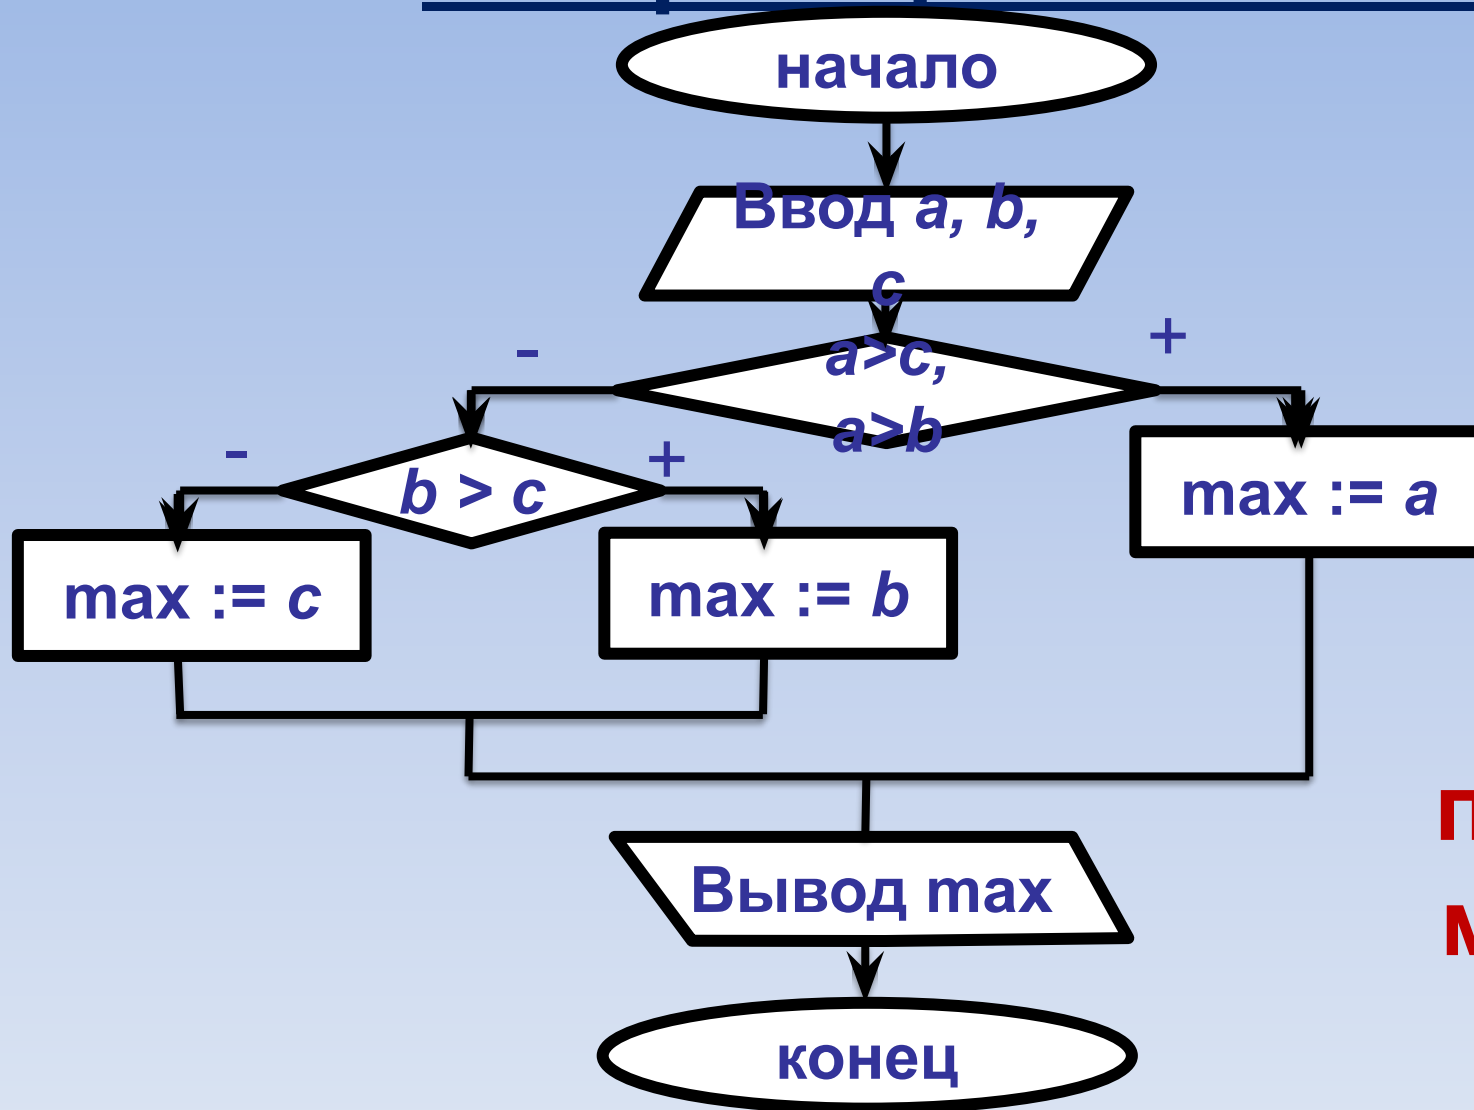 начало
Ввод a, b,
c
a>c,
a>b
-
+
b > c
-
+
max := a
max := c
max := b
Вывод max
конец